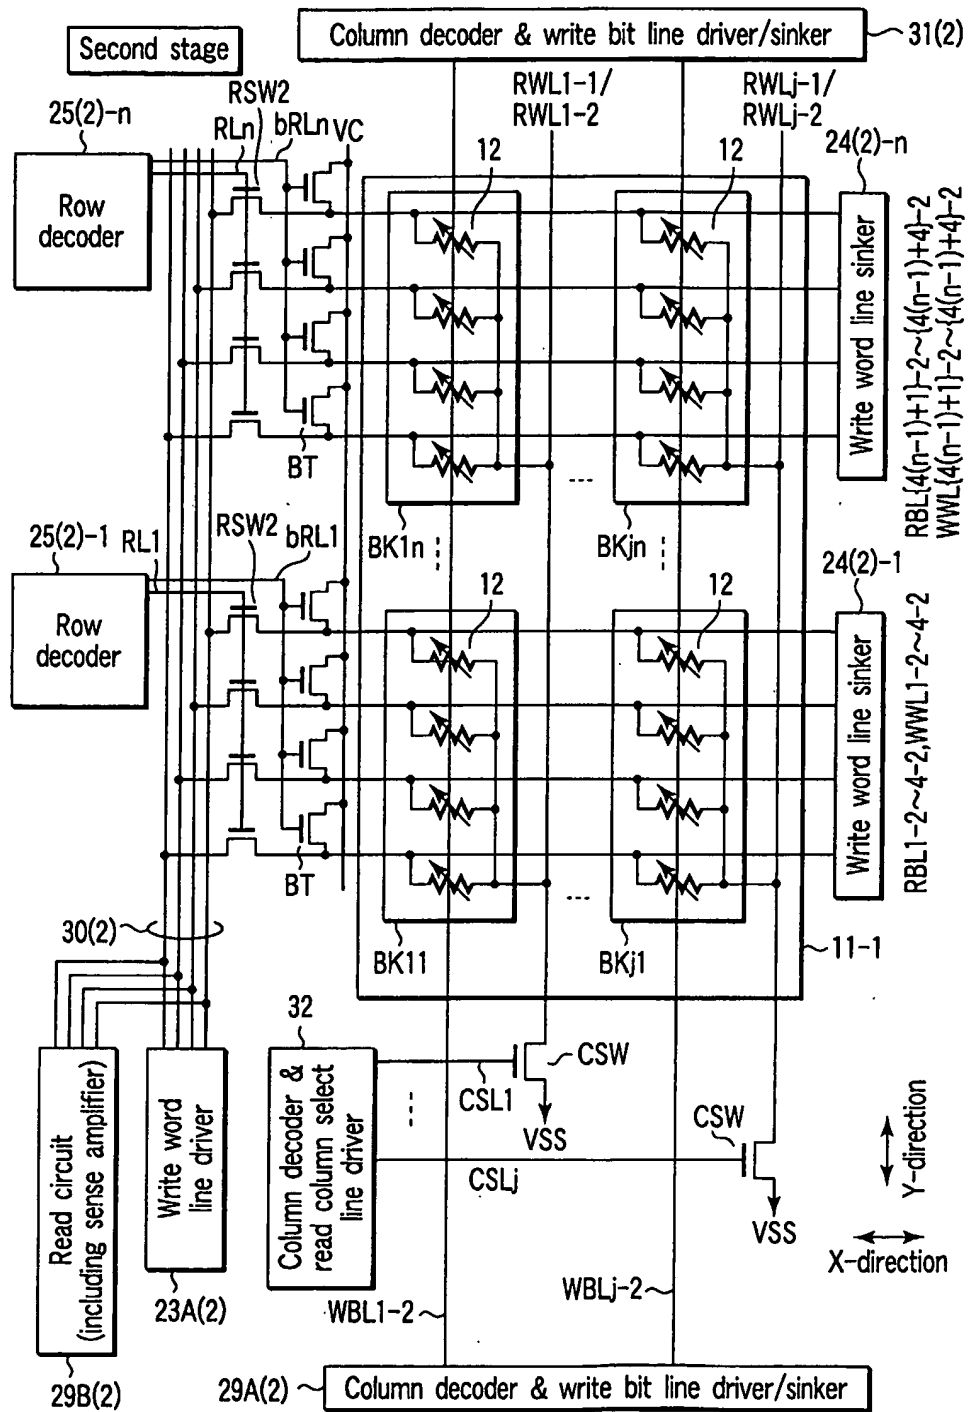 Second stage
Column decoder & write bit line driver/sinker
31(2)
RWL1-1/
RWL1-2
RWLj-1/
RWLj-2
25(2)-n
RSW2
RLn
bRLn
VC
12
12
24(2)-n
Row
decoder
Write word line sinker
RBL{4(n-1)+1}-2~{4(n-1)+4}-2
WWL{4(n-1)+1}-2~{4(n-1)+4}-2
BT
BK1n
BKjn
25(2)-1
RL1
RSW2
bRL1
12
12
24(2)-1
Row
decoder
Write word line sinker
RBL1-2~4-2,WWL1-2~4-2
BT
30(2)
BK11
BKj1
11-1
32
Read circuit
(including sense amplifier)
Write word
line driver
Column decoder &
read column select
line driver
CSL1
CSW
VSS
CSLj
CSW
VSS
Y-direction
X-direction
23A(2)
WBL1-2
WBLj-2
29B(2)
29A(2)
Column decoder & write bit line driver/sinker